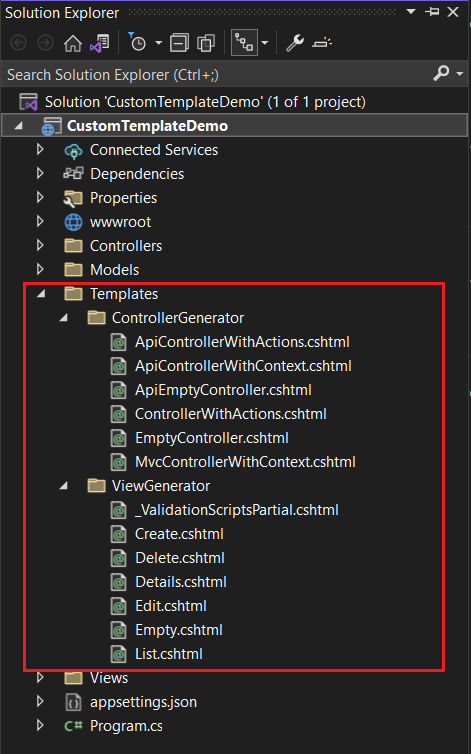 Solution Explorer
Search Solution Explorer (Ctrl+;)
Solution 'CustomTemplateDemo' (1 of 1 project)
CustomTemplateDemo
Connected Services
Dependencies
Properties
wwwroot
Controllers
Models
Templates
ControllerGenerator
ApiControllerWithActions.cshtml
ApiControllerWithContext.cshtml
ApiEmptyController.cshtml
ControllerWithActions.cshtml
EmptyController.cshtml
MvcControllerWithContext.cshtml
ViewGenerator
_ValidationScriptsPartial.cshtml
Create.cshtml
Delete.cshtml
Details.cshtml
Edit.cshtml
Empty.cshtml
List.cshtml
Views
appsettings.json
C# Program.cs